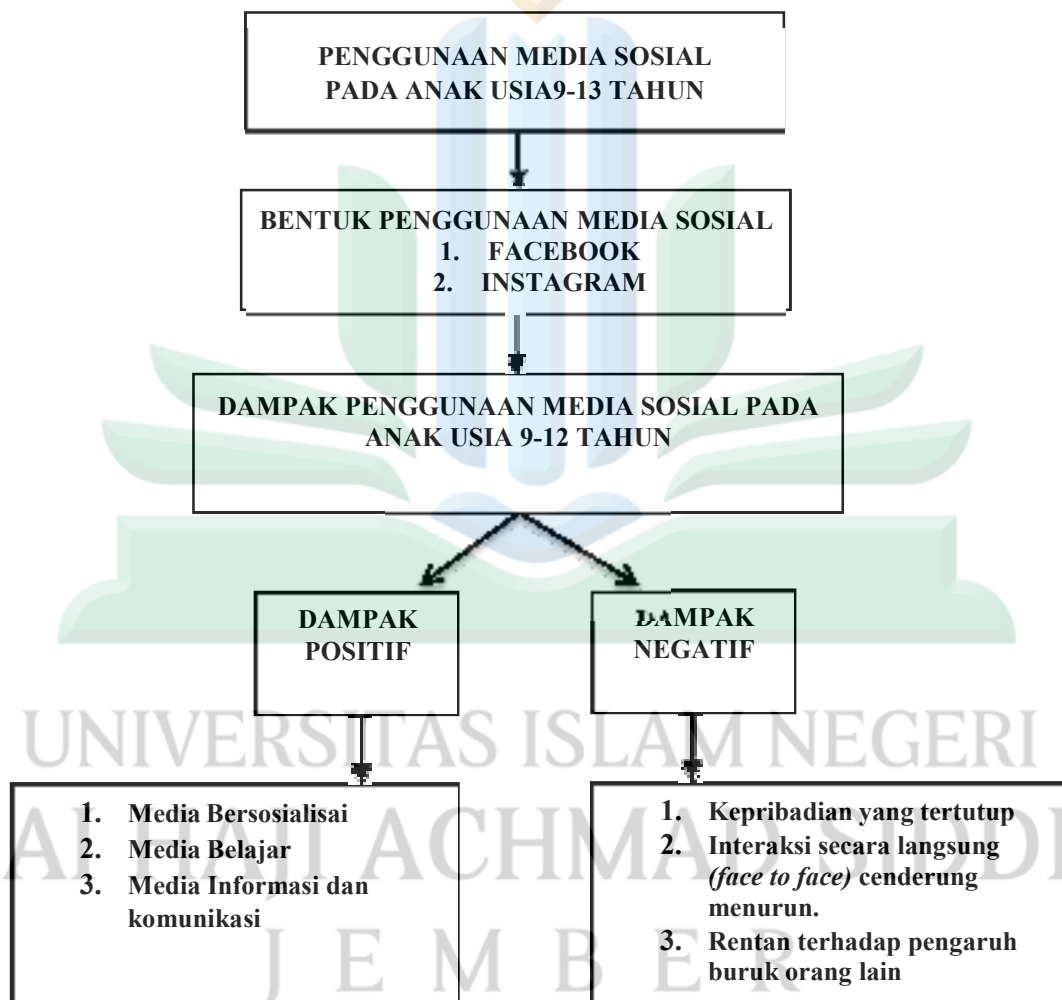 PENGGUNAAN MEDIA SOSIAL
PADA ANAK USIA9-13 TAHUN
BENTUK PENGGUNAAN MEDIA SOSIAL
1. FACEBOOK
2. INSTAGRAM
DAMPAK PENGGUNAAN MEDIA SOSIAL PADA
ANAK USIA 9-12 TAHUN
DAMPAK
POSITIF
DAMPAK
NEGATIF
1. Media Bersosialisai
2. Media Belajar
3. Media Informasi dan
komunikasi
1. Kepribadian yang tertutup
2. Interaksi secara langsung
(face to face) cenderung
menurun.
3. Rentan terhadap pengaruh
buruk orang lain
UNIVERSITAS ISLAM NEGERI
HAJI ACHMAD
JEMBER